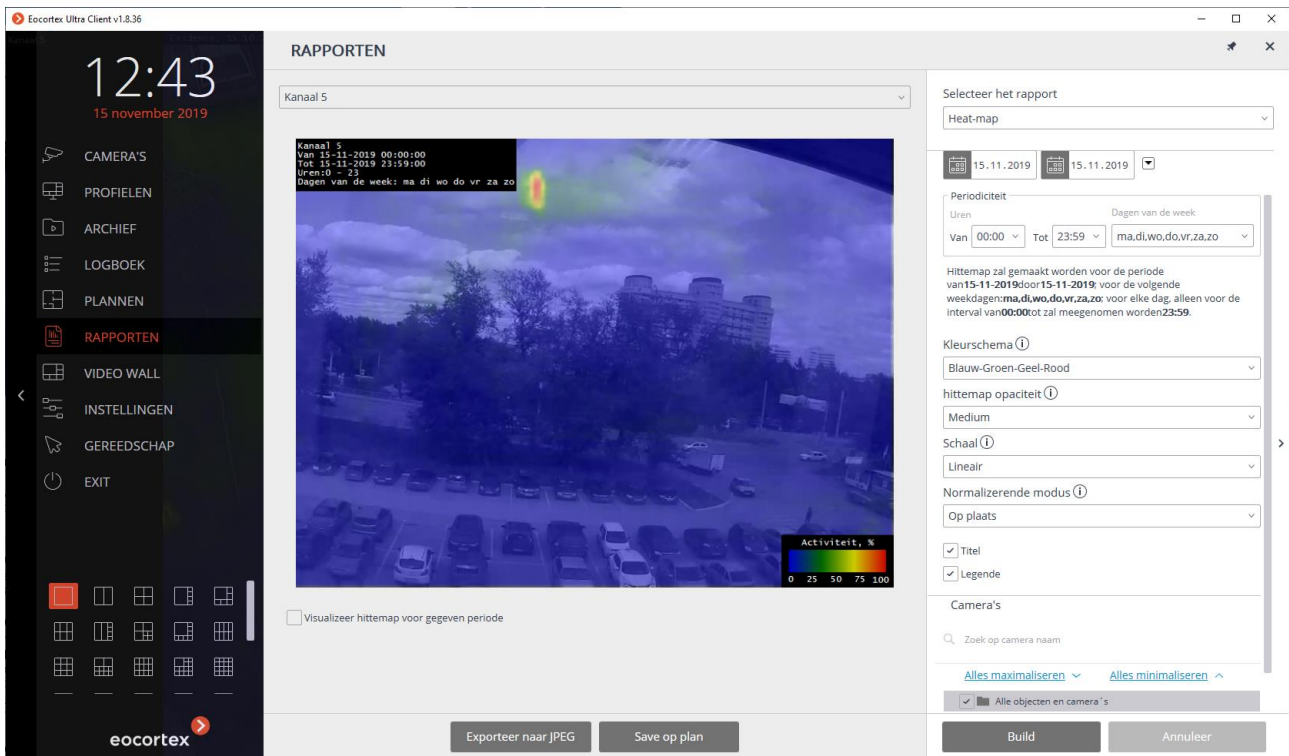 Eocortex Ultra Client v1.8.36
12:43
15 november 2019
CAMERA'S
PROFIELEN
ARCHIEF
LOGBOEK
PLANNEN
RAPPORTEN
VIDEO WALL
INSTELLINGEN
GEREEDSCHAP
EXIT
eocortex
RAPPORTEN
Kanaal 5
Kanaal 5
Van 15-11-2019 00:00:00
Tot 15-11-2019 23:59:00
Uren:0 - 23
Dagen van de week: ma di wo do vr za zo
Activiteit, %
0 25 50 75 100
Visualizeer hittemap voor gegeven periode
Exporteer naar JPEG
Save op plan
Selecteer het rapport
Heat-map
15.11.2019 15.11.2019
Periodiciteit
Uren Dagen van de week
Van 00:00 Tot 23:59 ma,di,wo,do,vr,za,zo
Hittemap zal gemaakt worden voor de periode
van15-11-2019door15-11-2019; voor de volgende
weekdagen:ma,di,wo,do,vr,za,zo; voor elke dag, alleen voor de
interval van00:00tot zal meegenomen worden23:59.
Kleurschema
Blauw-Groen-Geel-Rood
hittemap opaciteit
Medium
Schaal
Lineair
Normalizerende modus
Op plaats
Titel
Legende
Camera's
Zoek op camera naam
Alles maximaliseren Alles minimaliseren
Alle objecten en camera's
Build Annuleer